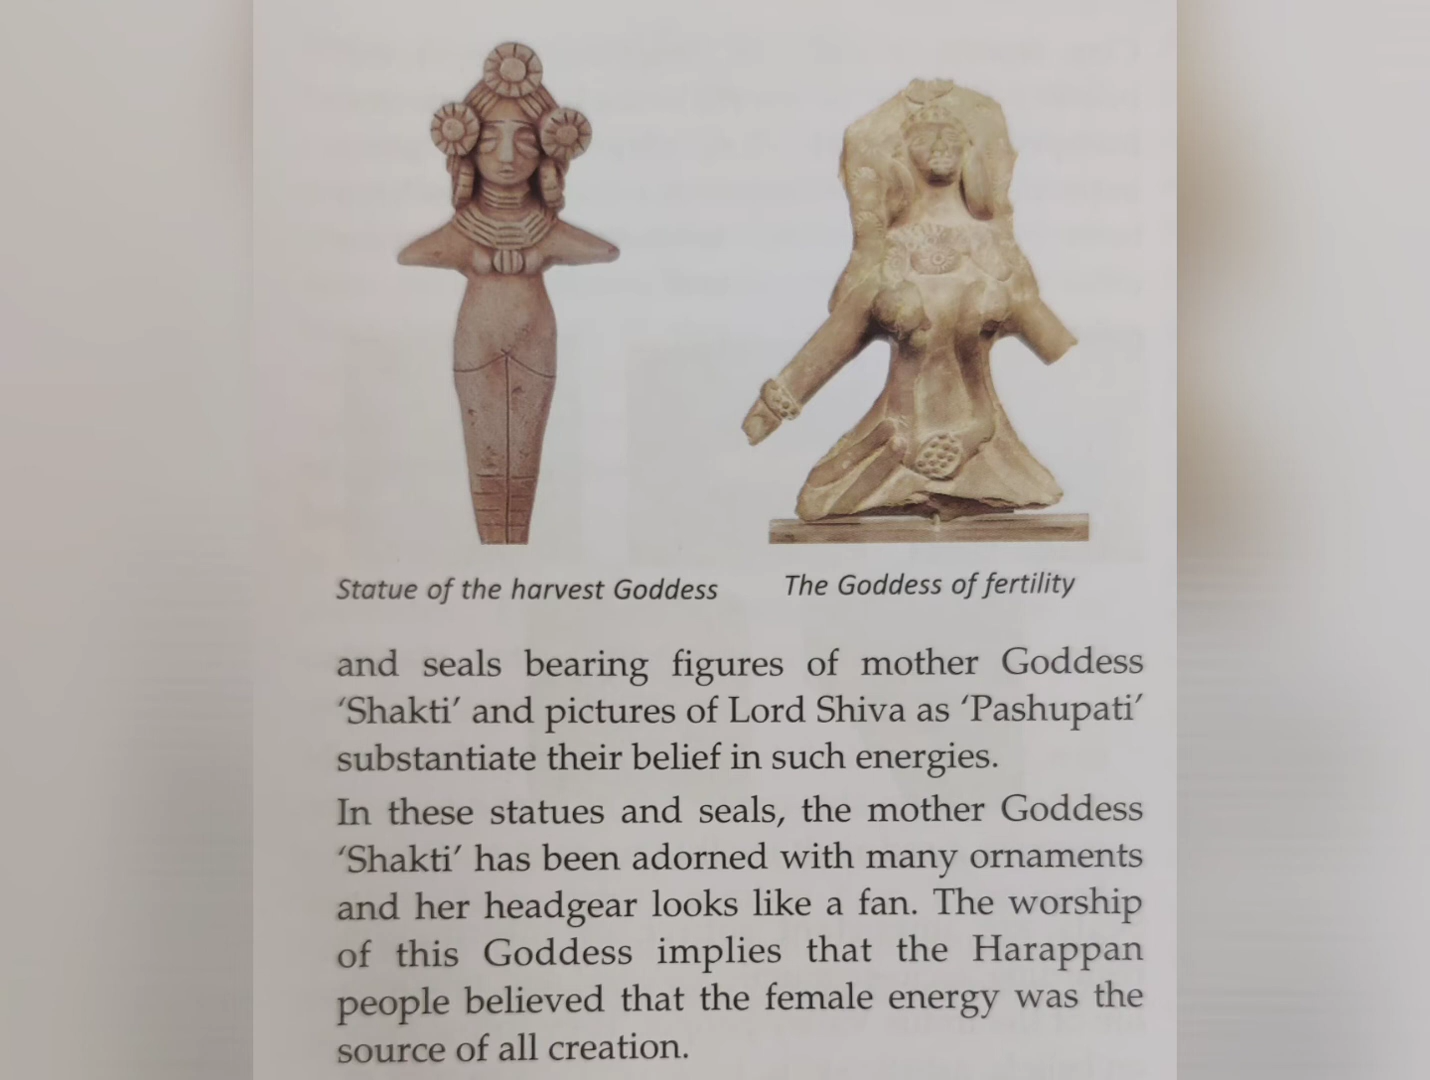 Statue of the harvest Goddess
The Goddess of fertility
and seals bearing figures of mother Goddess
‘Shakti’ and pictures of Lord Shiva as ‘Pashupati’
substantiate their belief in such energies.
In these statues and seals, the mother Goddess
‘Shakti’ has been adorned with many ornaments
and her headgear looks like a fan. The worship
of this Goddess implies that the Harappan
people believed that the female energy was the
source of all creation.